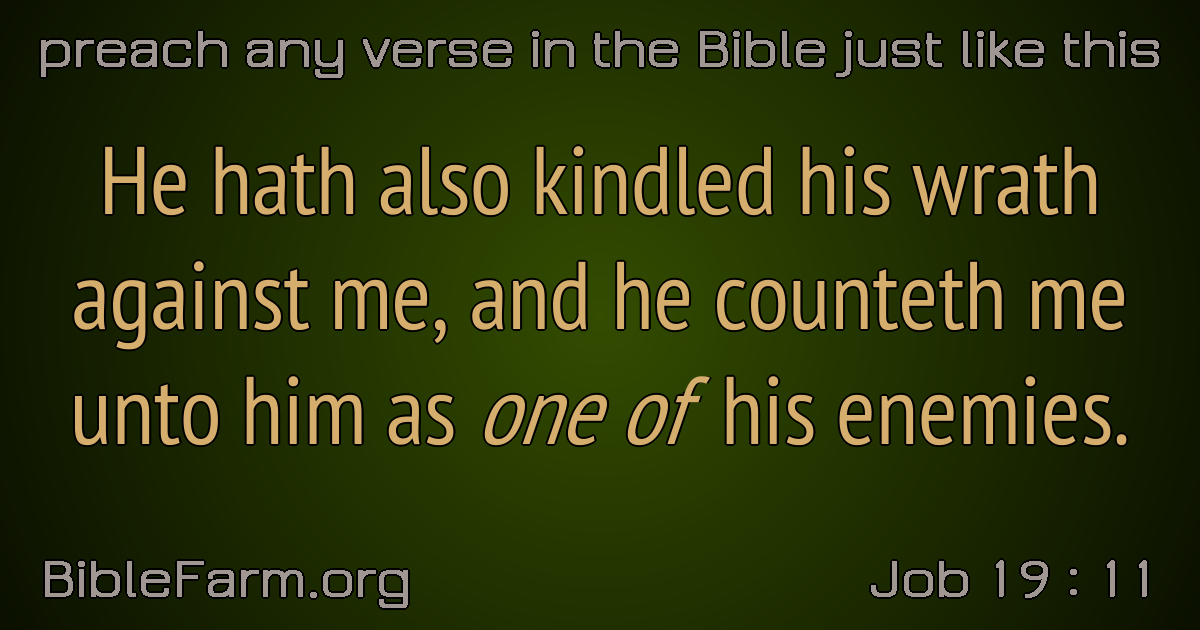 preach any verse in the Bible just like this
He hath also kindled his wrath
against me, and he counteth me
unto him as one of his enemies.
BibleFarm.org
Job 19 : 11